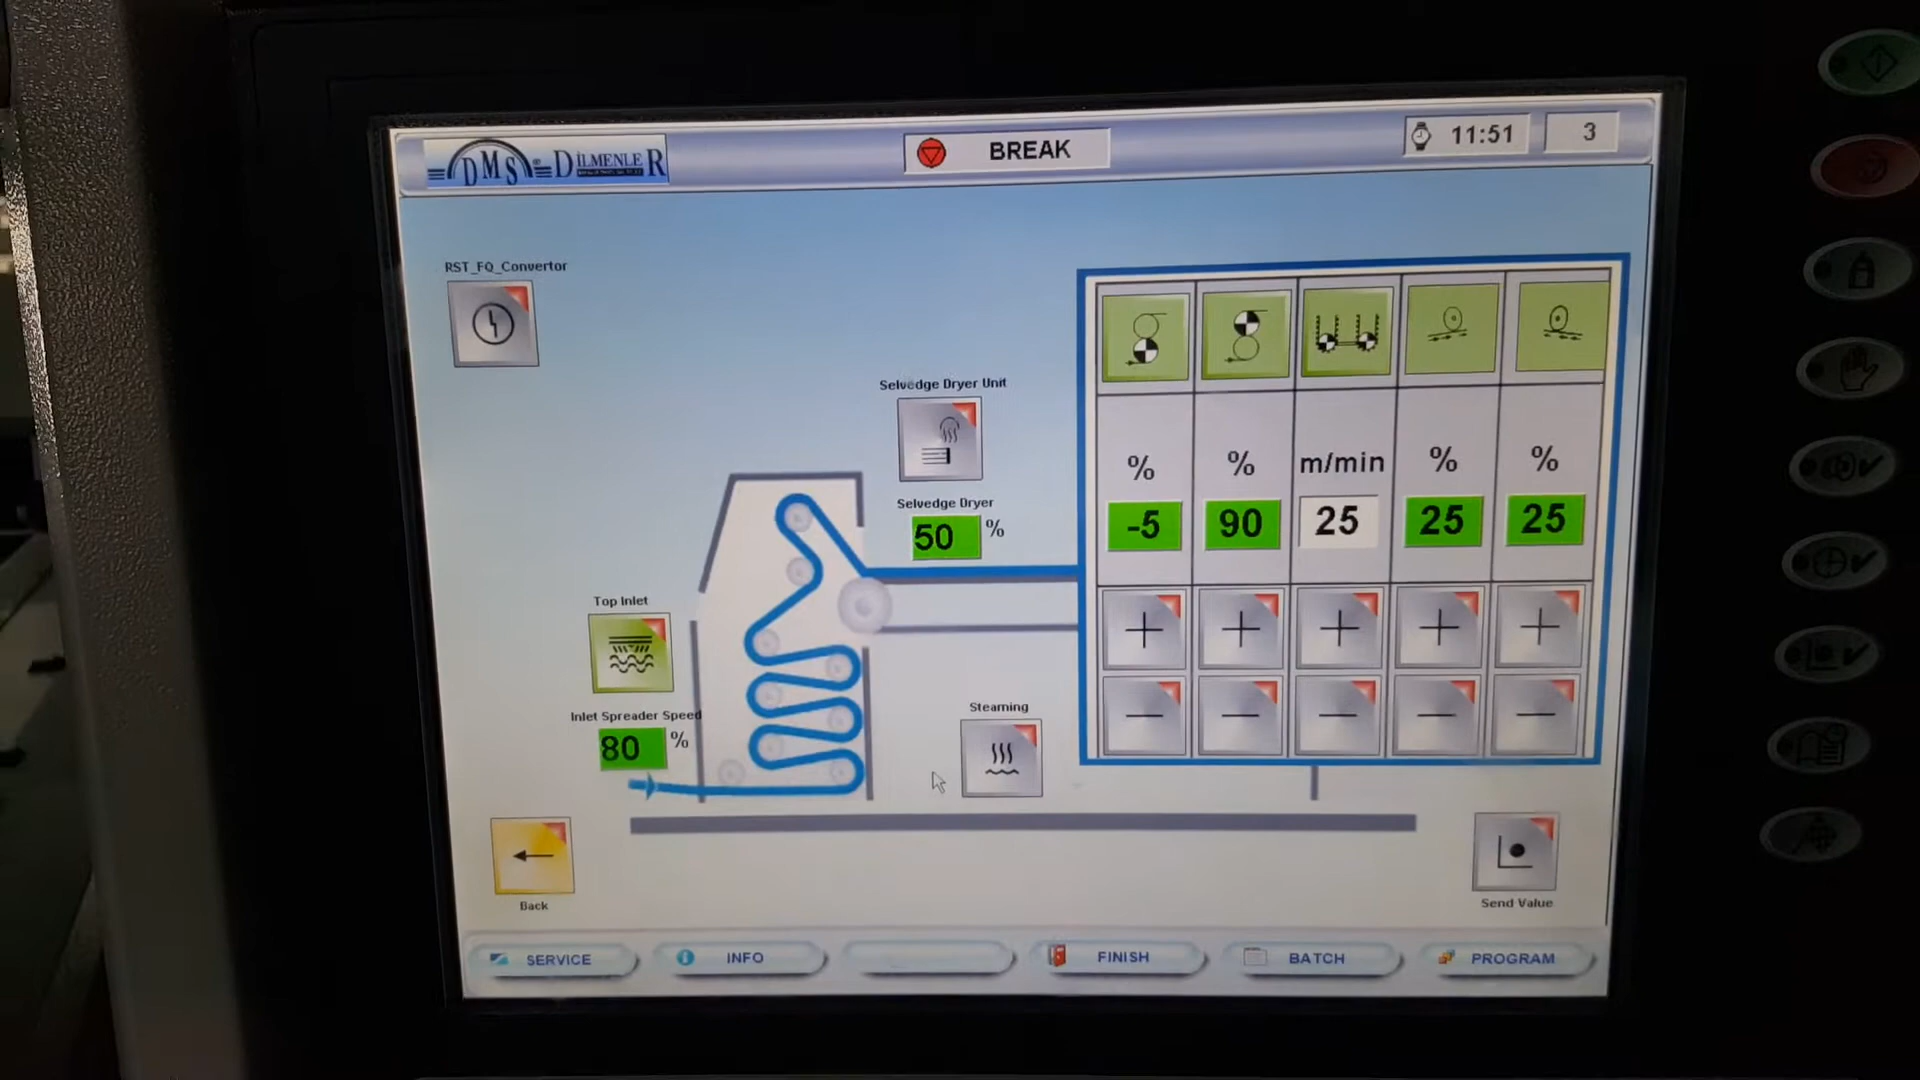 DMS DİLMENLER
BREAK
11:51
3
RST_FQ_Convertor
Selvedge Dryer Unit
Selvedge Dryer
50 %
Top Inlet
Inlet Spreader Speed
80 %
Steaming
% % m/min % %
-5 90 25 25 25
+ + + + +
— — — — —
Back
Send Value
SERVICE INFO FINISH BATCH PROGRAM